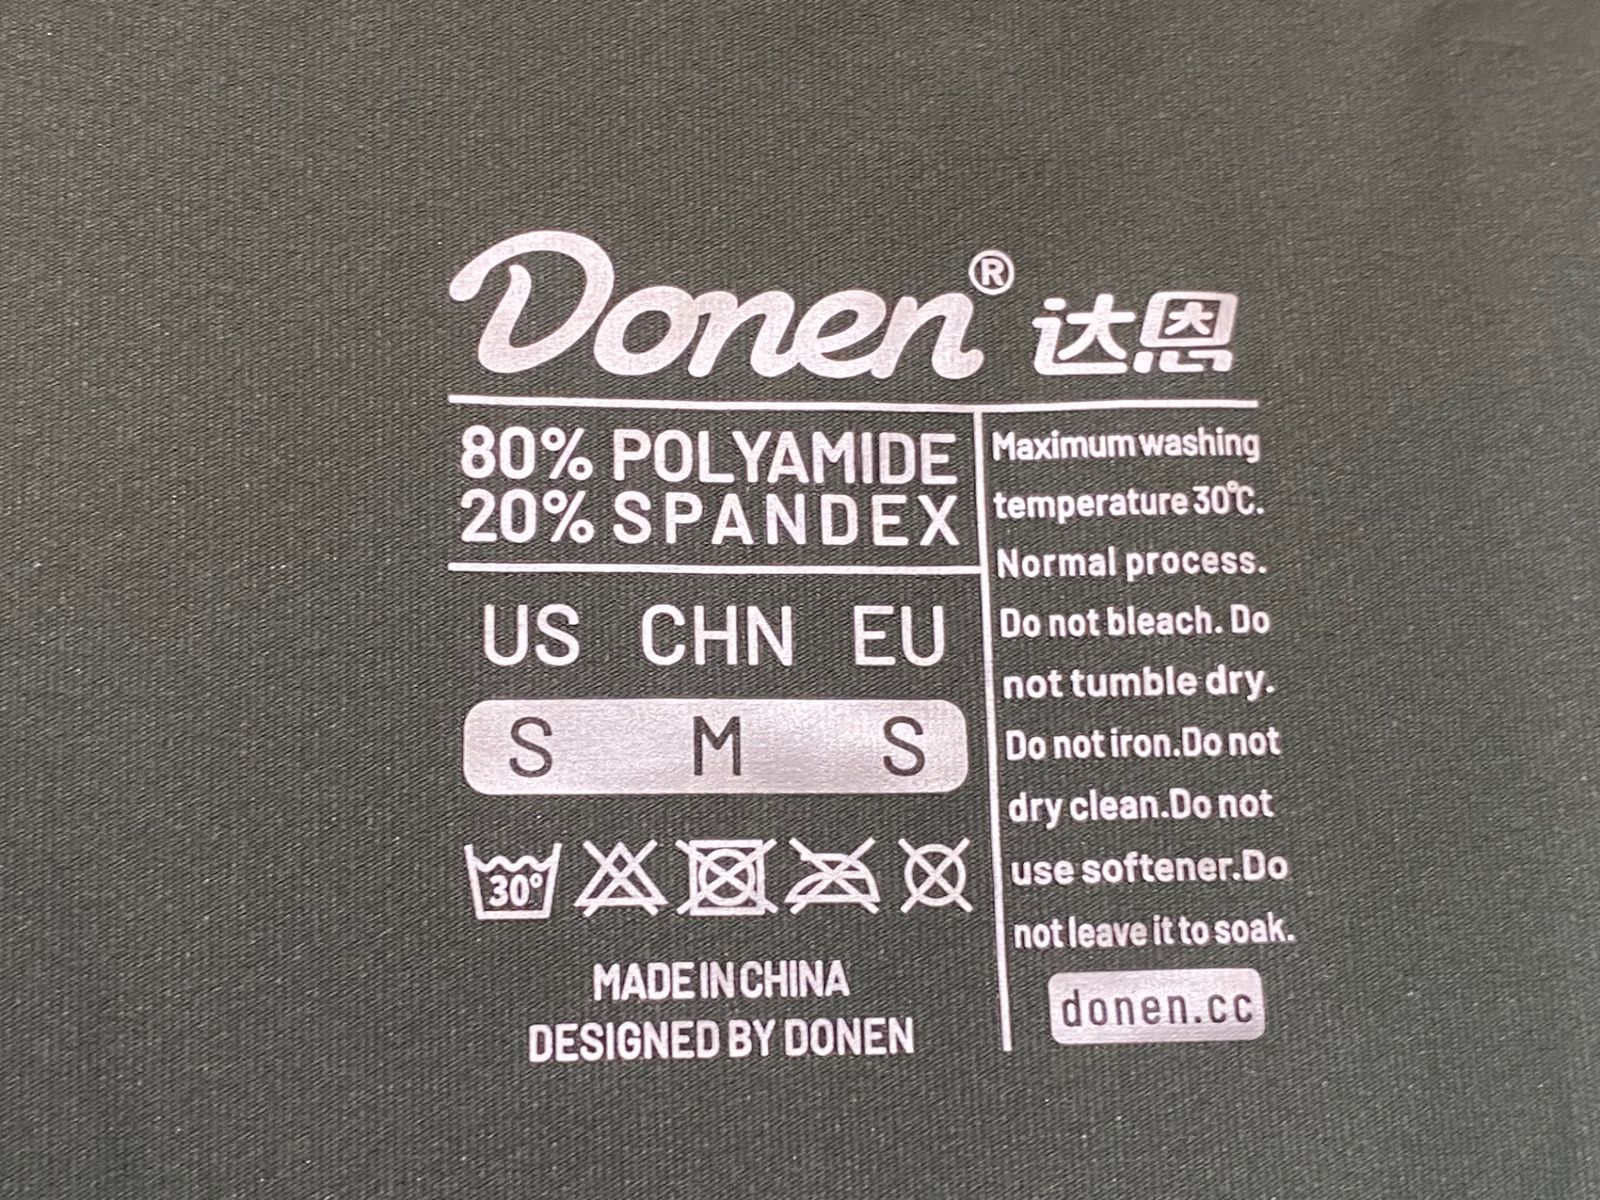 Donen® 达恩
80% POLYAMIDE
20% SPANDEX
US CHN EU
S M S
30°
MADE IN CHINA
DESIGNED BY DONEN
Maximum washing
temperature 30℃.
Normal process.
Do not bleach. Do
not tumble dry.
Do not iron.Do not
dry clean.Do not
use softener.Do
not leave it to soak.
donen.cc